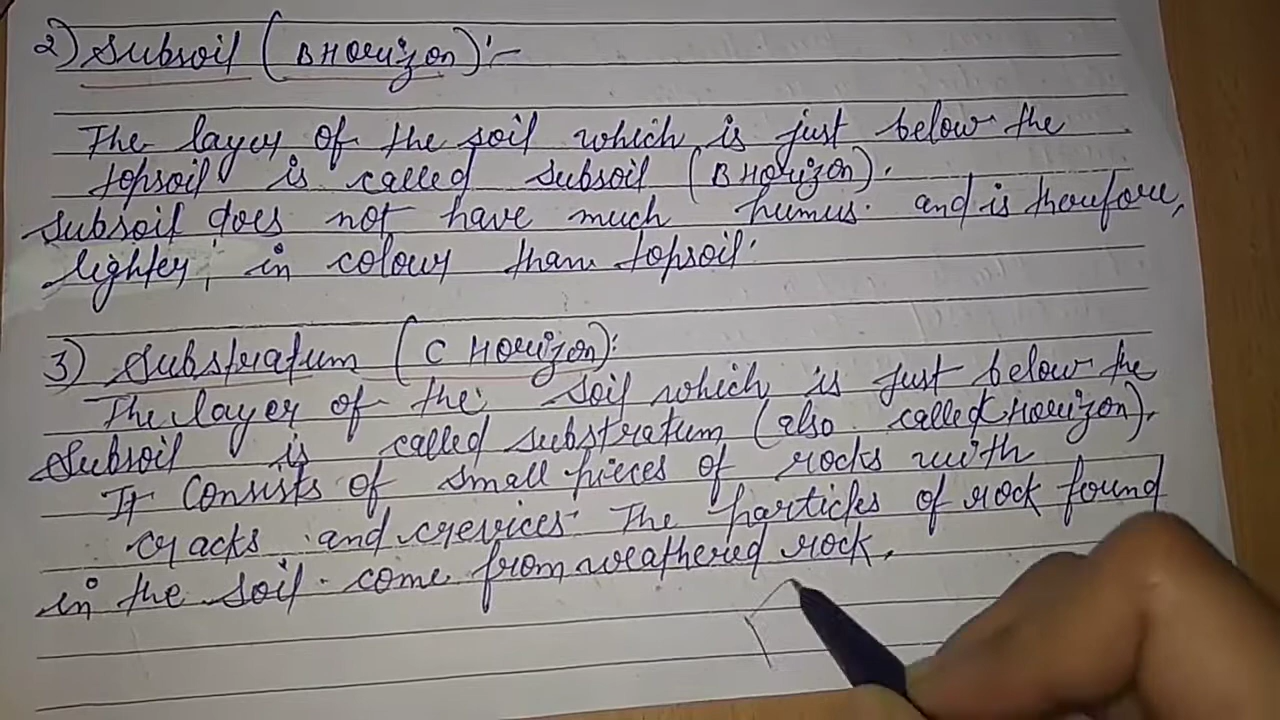 2) Subsoil (B Horizon):-
The layer of the soil which is just below the
topsoil is called subsoil (B Horizon).
subsoil does not have much humus and is therefore,
lighter in colour than topsoil.
3) Substratum (C Horizon):
The layer of the soil which is just below the
subsoil is called substratum (also called C Horizon).
It consists of small pieces of rocks with
cracks and crevices. The particles of rock found
in the soil come from weathered rock.